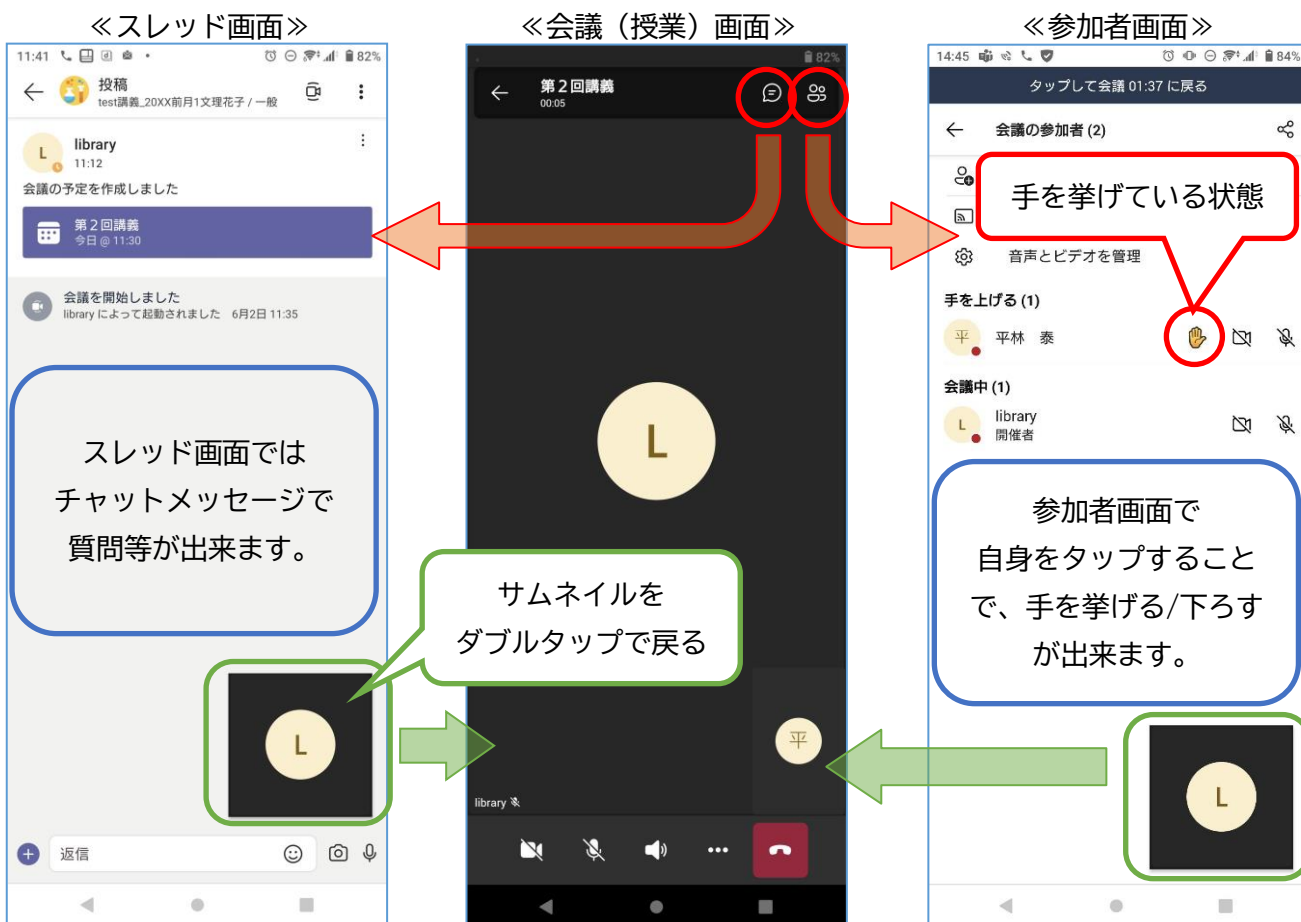 ≪スレッド画面≫
11:41
82%
投稿
test講義_20XX前月1文理花子 / 一般
L
library
11:12
会議の予定を作成しました
第２回講義
今日 @ 11:30
会議を開始しました
library によって起動されました 6月2日 11:35
スレッド画面では
チャットメッセージで
質問等が出来ます。
L
返信
≪会議（授業）画面≫
82%
第２回講義
00:05
L
サムネイルを
ダブルタップで戻る
平
library
≪参加者画面≫
14:45
84%
タップして会議 01:37 に戻る
会議の参加者 (2)
手を挙げている状態
音声とビデオを管理
手を上げる (1)
平
平林 泰
会議中 (1)
L
library
開催者
参加者画面で
自身をタップすること
で、手を挙げる/下ろす
が出来ます。
L